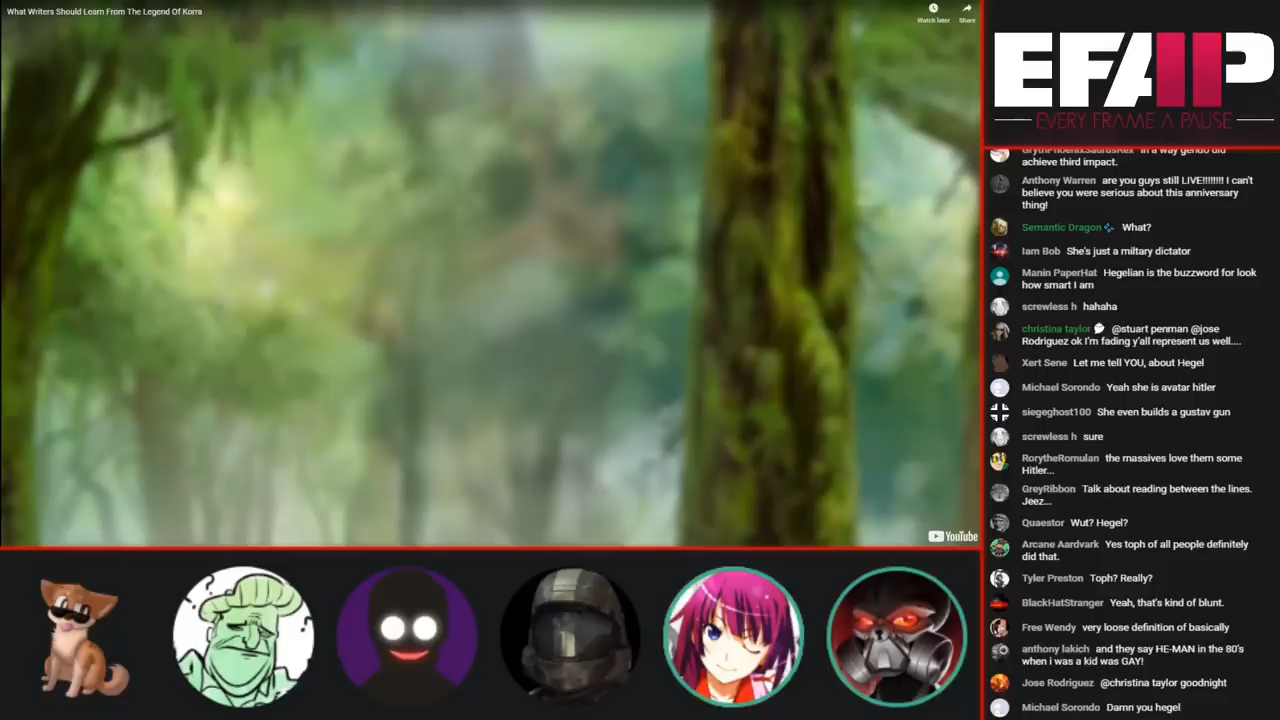 What Writers Should Learn From The Legend Of Korra
Watch later
Share
EFAP
EVERY FRAME A PAUSE
GrythPhoenixSaurusRex in a way gendo did
achieve third impact.
Anthony Warren are you guys still LIVE!!!!!!!! I can't
believe you were serious about this anniversary
thing!
Semantic Dragon What?
Iam Bob She's just a miltary dictator
Manin PaperHat Hegelian is the buzzword for look
how smart I am
screwless h hahaha
christina taylor @stuart penman @jose
Rodriguez ok I'm fading y'all represent us well....
Xert Sene Let me tell YOU, about Hegel
Michael Sorondo Yeah she is avatar hitler
siegeghost100 She even builds a gustav gun
screwless h sure
RorytheRomulan the massives love them some
Hitler...
GreyRibbon Talk about reading between the lines.
Jeez...
Quaestor Wut? Hegel?
Arcane Aardvark Yes toph of all people definitely
did that.
Tyler Preston Toph? Really?
BlackHatStranger Yeah, that's kind of blunt.
Free Wendy very loose definition of basically
anthony lakich and they say HE-MAN in the 80's
when i was a kid was GAY!
Jose Rodriguez @christina taylor goodnight
Michael Sorondo Damn you hegel
YouTube